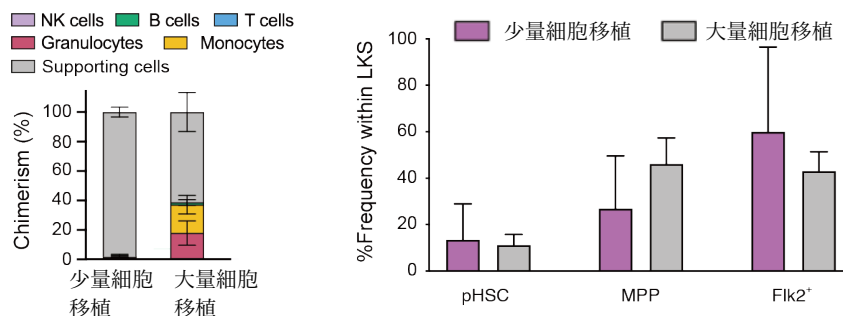 NK cells B cells T cells
Granulocytes Monocytes
Supporting cells
Chimerism (%)
100
80
60
40
20
0
少量細胞
移植
大量細胞
移植
少量細胞移植 大量細胞移植
%Frequency within LKS
100
80
60
40
20
0
pHSC MPP Flk2⁺